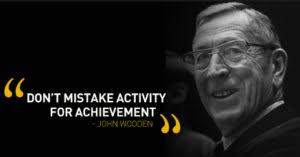 “DON’T MISTAKE ACTIVITY
FOR ACHIEVEMENT
- JOHN WOODEN”